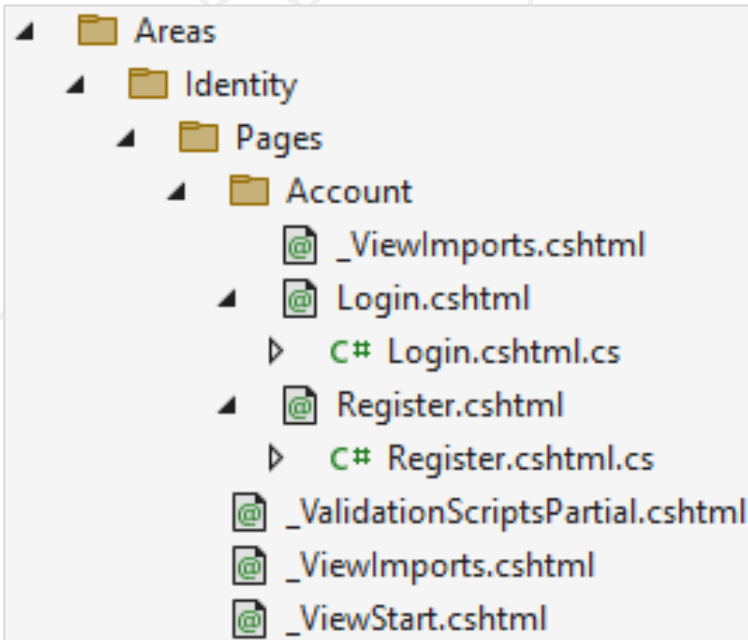 Areas
Identity
Pages
Account
_ViewImports.cshtml
Login.cshtml
C# Login.cshtml.cs
Register.cshtml
C# Register.cshtml.cs
_ValidationScriptsPartial.cshtml
_ViewImports.cshtml
_ViewStart.cshtml